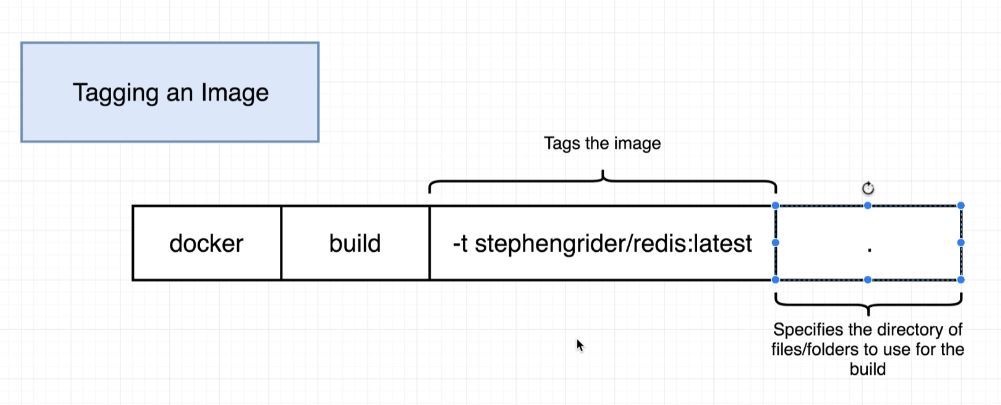 Tagging an Image
Tags the image
docker build -t stephengrider/redis:latest .
Specifies the directory of
files/folders to use for the
build